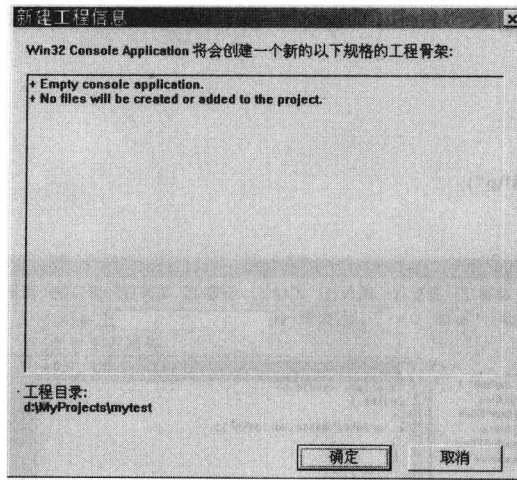 新建工程信息
Win32 Console Application 将会创建一个新的以下规格的工程骨架:
+ Empty console application.
+ No files will be created or added to the project.
工程目录:
d:\MyProjects\mytest
确定
取消